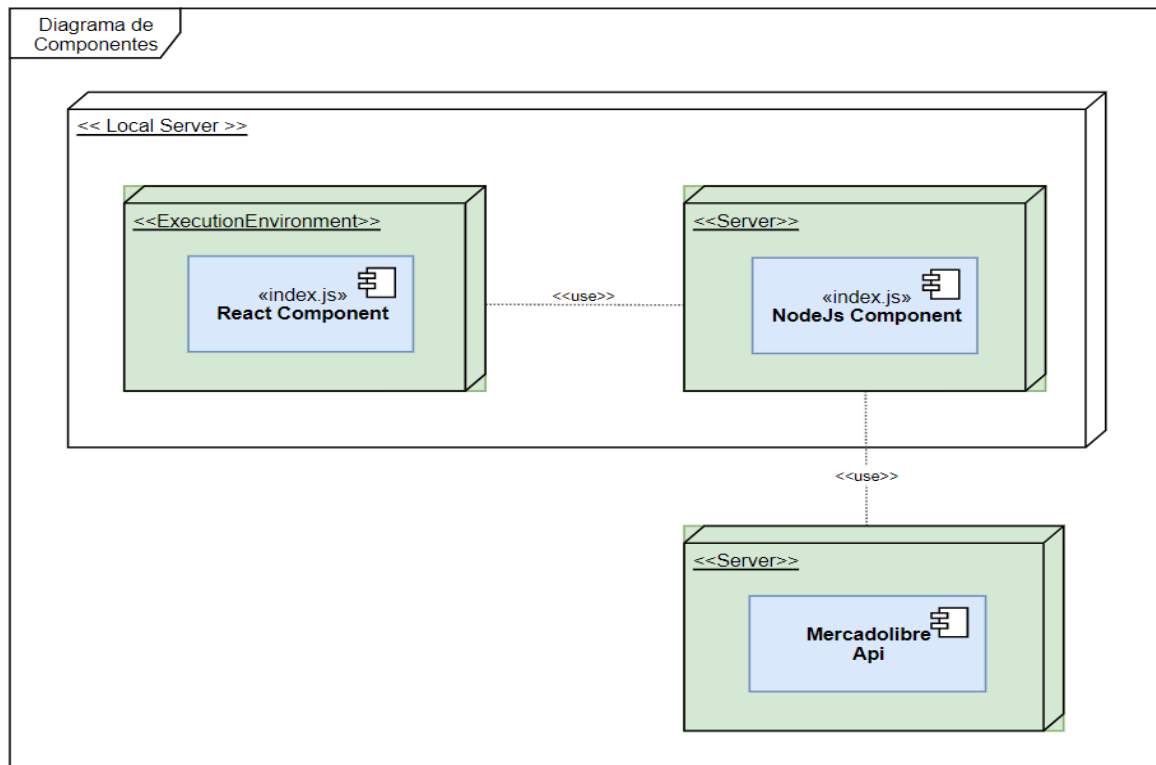 Diagrama de
Componentes
<< Local Server >>
<<ExecutionEnvironment>>
«index.js»
React Component
<<use>>
<<Server>>
«index.js»
NodeJs Component
<<use>>
<<Server>>
Mercadolibre
Api